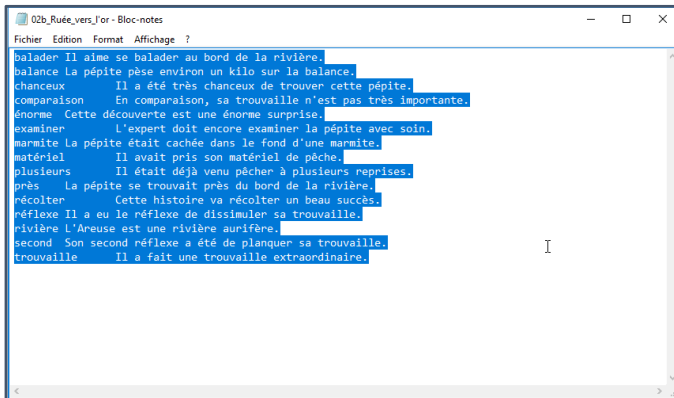 02b_Ruée_vers_l'or - Bloc-notes
Fichier Edition Format Affichage ?
balader Il aime se balader au bord de la rivière.
balance La pépite pèse environ un kilo sur la balance.
chanceux Il a été très chanceux de trouver cette pépite.
comparaison En comparaison, sa trouvaille n'est pas très importante.
énorme Cette découverte est une énorme surprise.
examiner L'expert doit encore examiner la pépite avec soin.
marmite La pépite était cachée dans le fond d'une marmite.
matériel Il avait pris son matériel de pêche.
plusieurs Il était déjà venu pêcher à plusieurs reprises.
près La pépite se trouvait près du bord de la rivière.
récolter Cette histoire va récolter un beau succès.
réflexe Il a eu le réflexe de dissimuler sa trouvaille.
rivière L'Areuse est une rivière aurifère.
second Son second réflexe a été de planquer sa trouvaille.
trouvaille Il a fait une trouvaille extraordinaire.